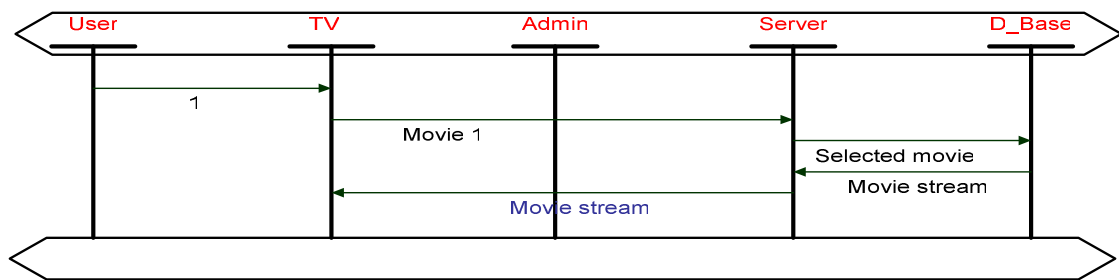 User TV Admin Server D_Base
1
Movie 1
Selected movie
Movie stream
Movie stream